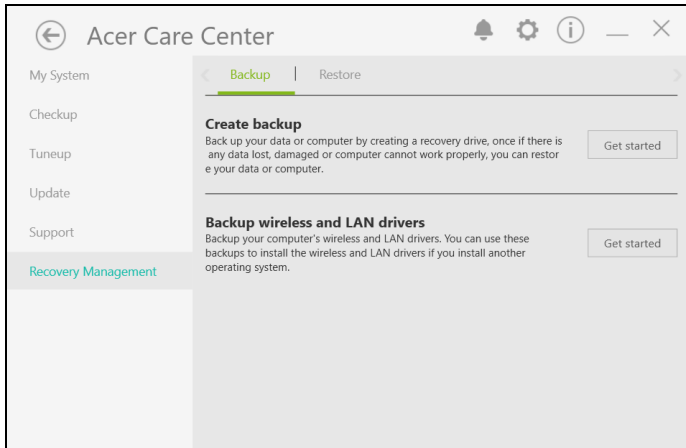 Acer Care Center
My System
Checkup
Tuneup
Update
Support
Recovery Management
Backup | Restore
Create backup
Back up your data or computer by creating a recovery drive, once if there is
any data lost, damaged or computer cannot work properly, you can restor
e your data or computer.
Get started
Backup wireless and LAN drivers
Backup your computer's wireless and LAN drivers. You can use these
backups to install the wireless and LAN drivers if you install another
operating system.
Get started